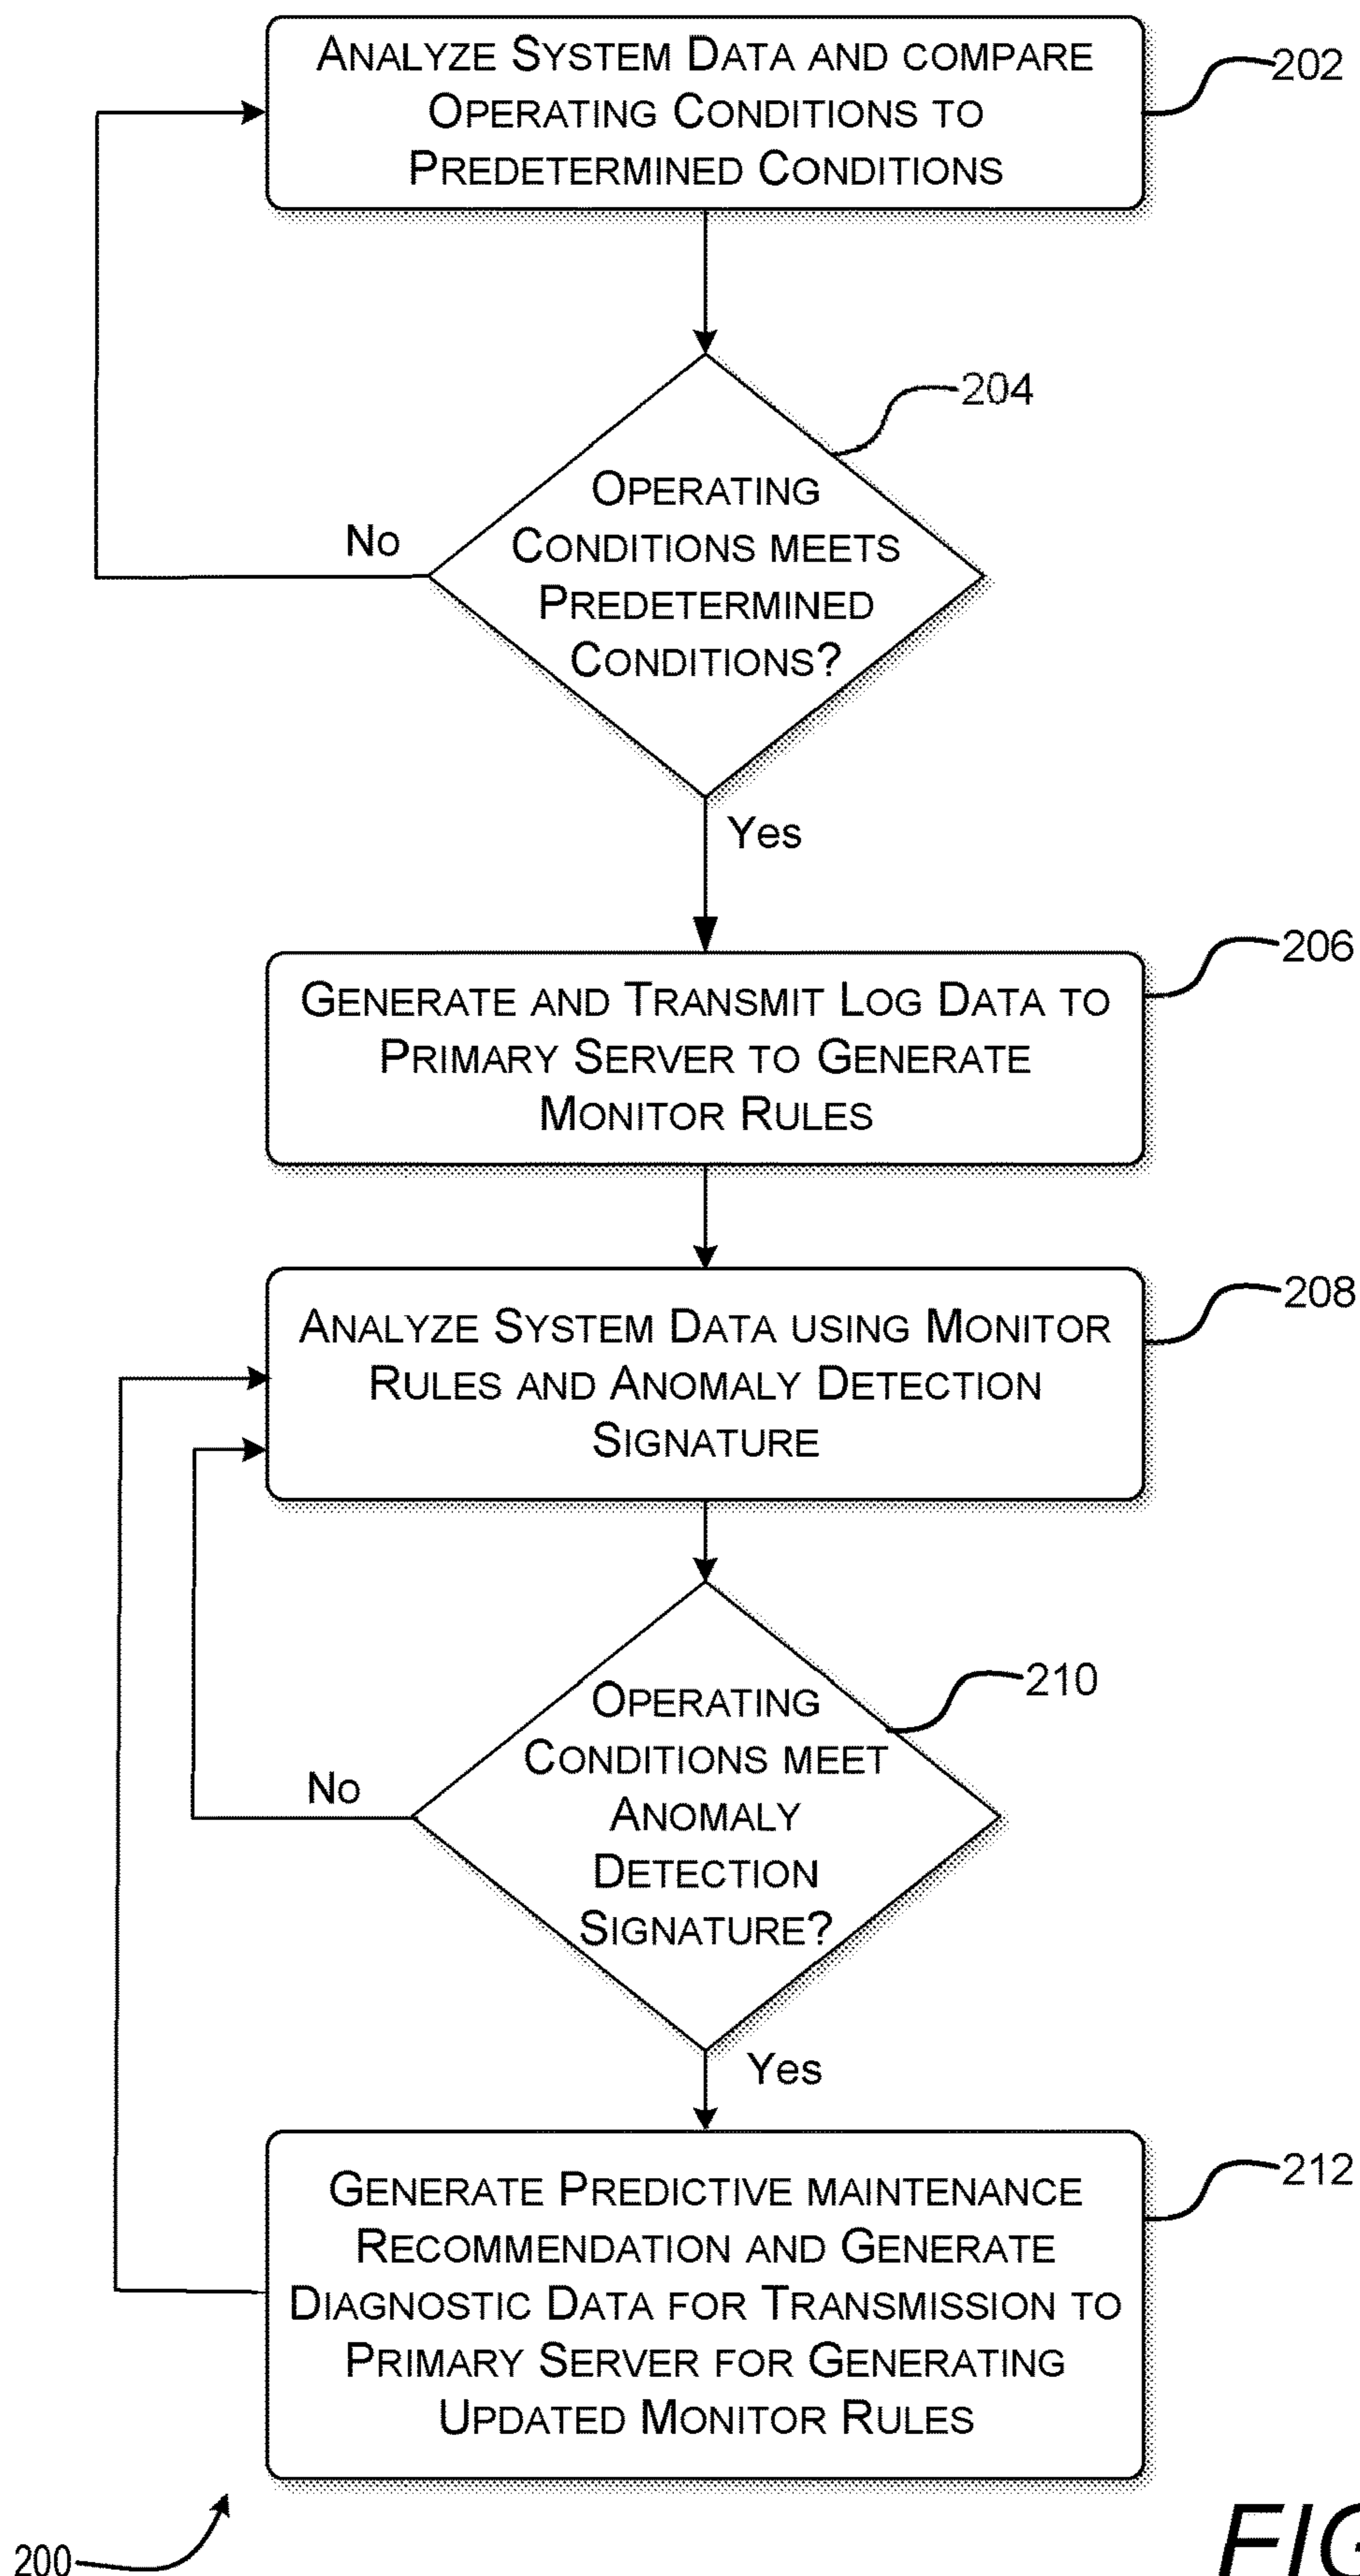 ANALYZE SYSTEM DATA AND COMPARE
OPERATING CONDITIONS TO
PREDETERMINED CONDITIONS
202
204
OPERATING
CONDITIONS MEETS
PREDETERMINED
CONDITIONS?
No
Yes
206
GENERATE AND TRANSMIT LOG DATA TO
PRIMARY SERVER TO GENERATE
MONITOR RULES
208
ANALYZE SYSTEM DATA USING MONITOR
RULES AND ANOMALY DETECTION
SIGNATURE
210
OPERATING
CONDITIONS MEET
ANOMALY
DETECTION
SIGNATURE?
No
Yes
212
GENERATE PREDICTIVE MAINTENANCE
RECOMMENDATION AND GENERATE
DIAGNOSTIC DATA FOR TRANSMISSION TO
PRIMARY SERVER FOR GENERATING
UPDATED MONITOR RULES
200
FIG